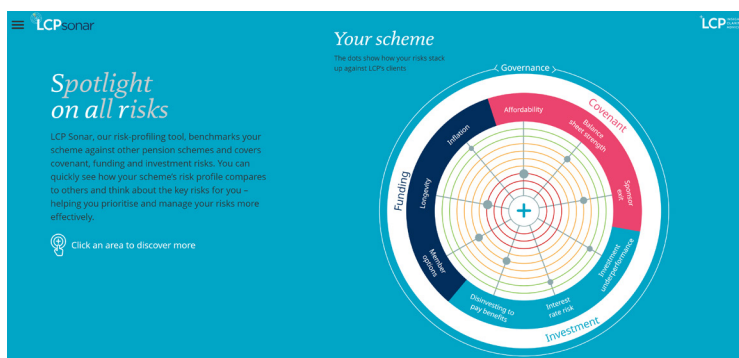 LCPsonar
LCP
Your scheme
The dots show how your risks stack
up against LCP's clients
Spotlight
on all risks
LCP Sonar, our risk-profiling tool, benchmarks your
scheme against other pension schemes and covers
covenant, funding and investment risks. You can
quickly see how your scheme's risk profile compares
to others and think about the key risks for you –
helping you prioritise and manage your risks more
effectively.
Click an area to discover more
Governance
Covenant
Affordability
Balance
sheet strength
Sponsor
exit
Investment
Investment
underperformance
Interest
rate risk
Disinvesting to
pay benefits
Funding
Member
options
Longevity
Inflation